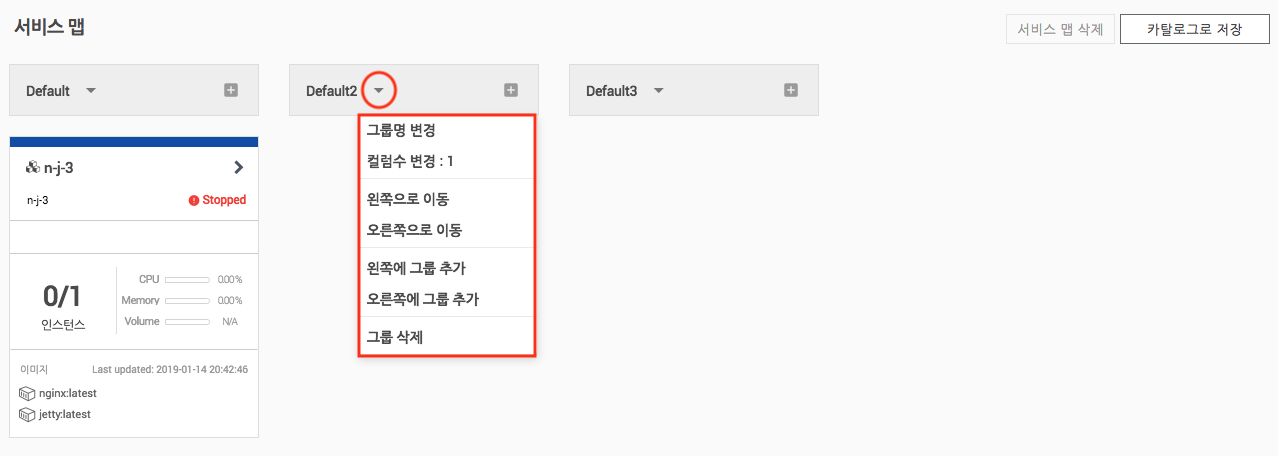 서비스 맵
서비스 맵 삭제
카탈로그로 저장
Default
Default2
Default3
그룹명 변경
컬럼수 변경 : 1
왼쪽으로 이동
오른쪽으로 이동
왼쪽에 그룹 추가
오른쪽에 그룹 추가
그룹 삭제
n-j-3
n-j-3
Stopped
0/1
인스턴스
CPU 0.00%
Memory 0.00%
Volume N/A
이미지
Last updated: 2019-01-14 20:42:46
nginx:latest
jetty:latest